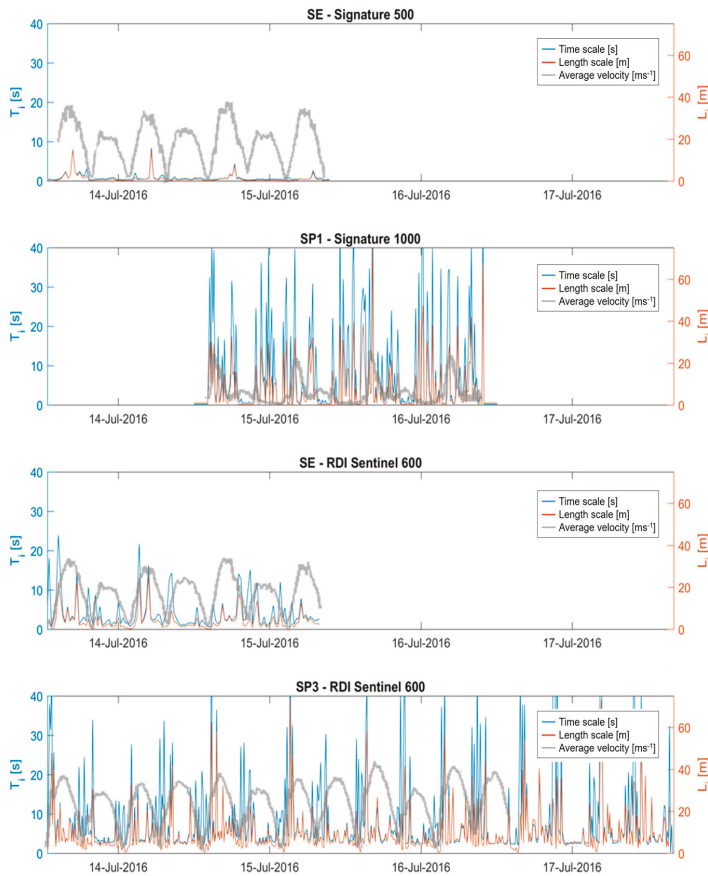 SE - Signature 500
40
30
20
10
0
Ti [s]
Time scale [s]
Length scale [m]
Average velocity [ms-1]
60
40
20
0
Li [m]
14-Jul-2016 15-Jul-2016 16-Jul-2016 17-Jul-2016
SP1 - Signature 1000
40
30
20
10
0
Ti [s]
Time scale [s]
Length scale [m]
Average velocity [ms-1]
60
40
20
0
Li [m]
14-Jul-2016 15-Jul-2016 16-Jul-2016 17-Jul-2016
SE - RDI Sentinel 600
40
30
20
10
0
Ti [s]
Time scale [s]
Length scale [m]
Average velocity [ms-1]
60
40
20
0
Li [m]
14-Jul-2016 15-Jul-2016 16-Jul-2016 17-Jul-2016
SP3 - RDI Sentinel 600
40
30
20
10
0
Ti [s]
Time scale [s]
Length scale [m]
Average velocity [ms-1]
60
40
20
0
Li [m]
14-Jul-2016 15-Jul-2016 16-Jul-2016 17-Jul-2016